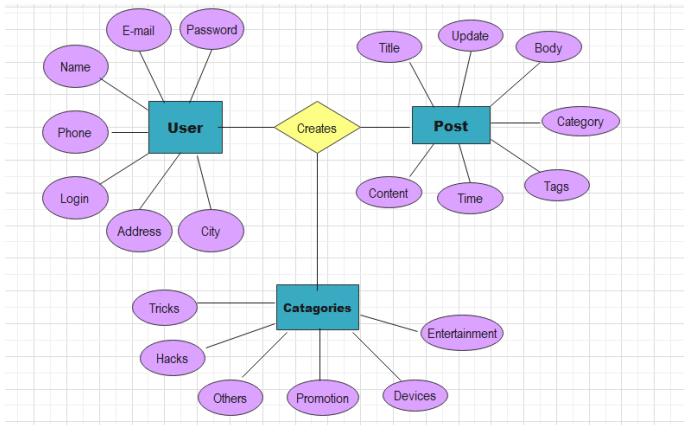 E-mail
Password
Name
Phone
Login
Address
City
User
Creates
Title
Update
Body
Category
Tags
Time
Content
Post
Catagories
Tricks
Hacks
Others
Promotion
Devices
Entertainment